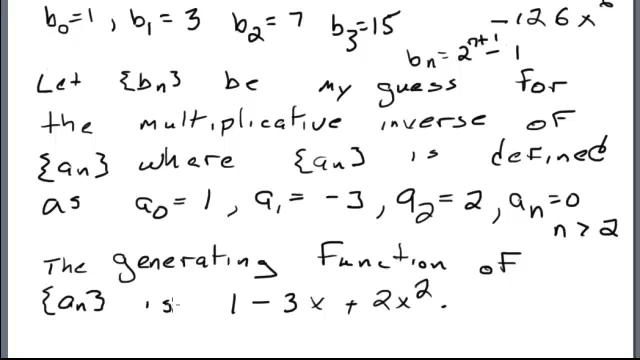 b₀=1, b₁=3 b₂=7 b₃=15 -126x⁶
bₙ=2ⁿ⁺¹-1
Let {bₙ} be my guess for
the multiplicative inverse of
{aₙ} where {aₙ} is defined
as a₀=1, a₁=-3, a₂=2, aₙ=0
n>2
The generating function of
{aₙ} is 1-3x+2x².